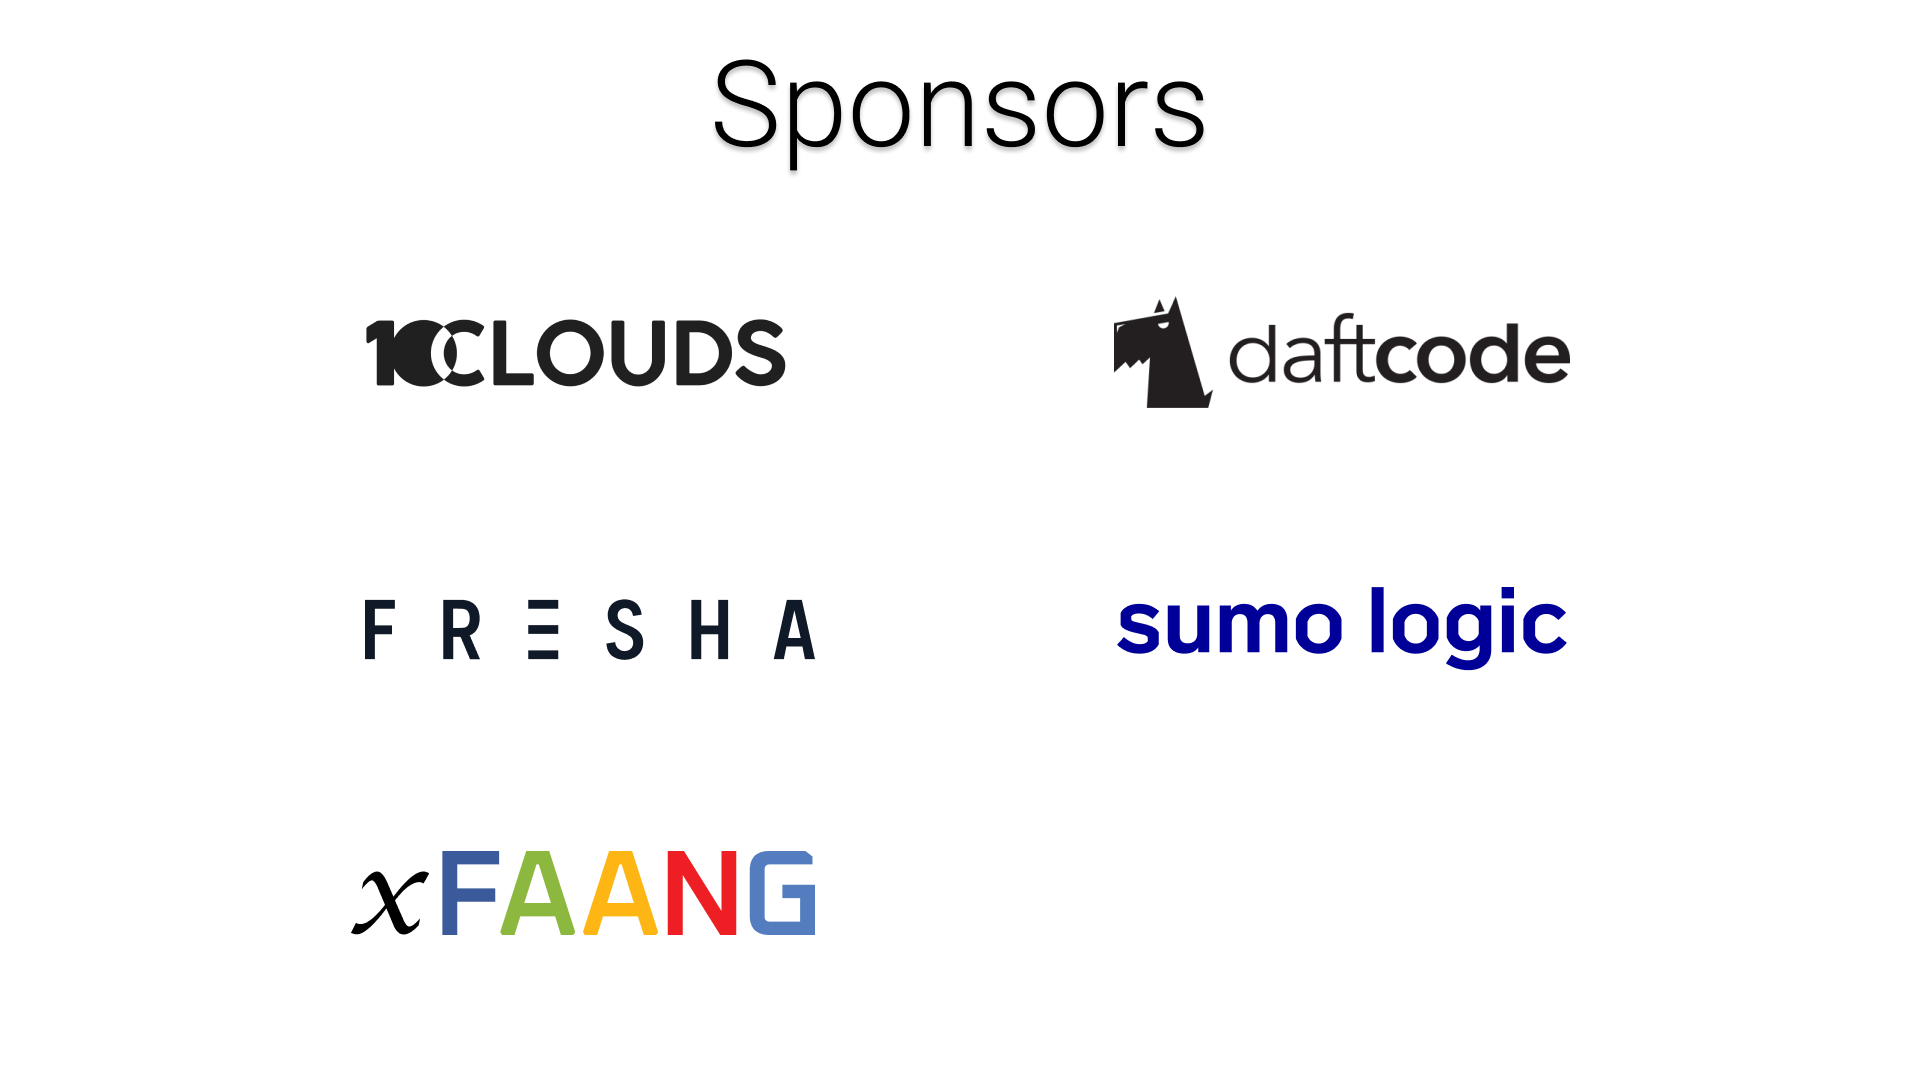 Sponsors
10CLOUDS
daftcode
FRESHA
sumo logic
xFAANG